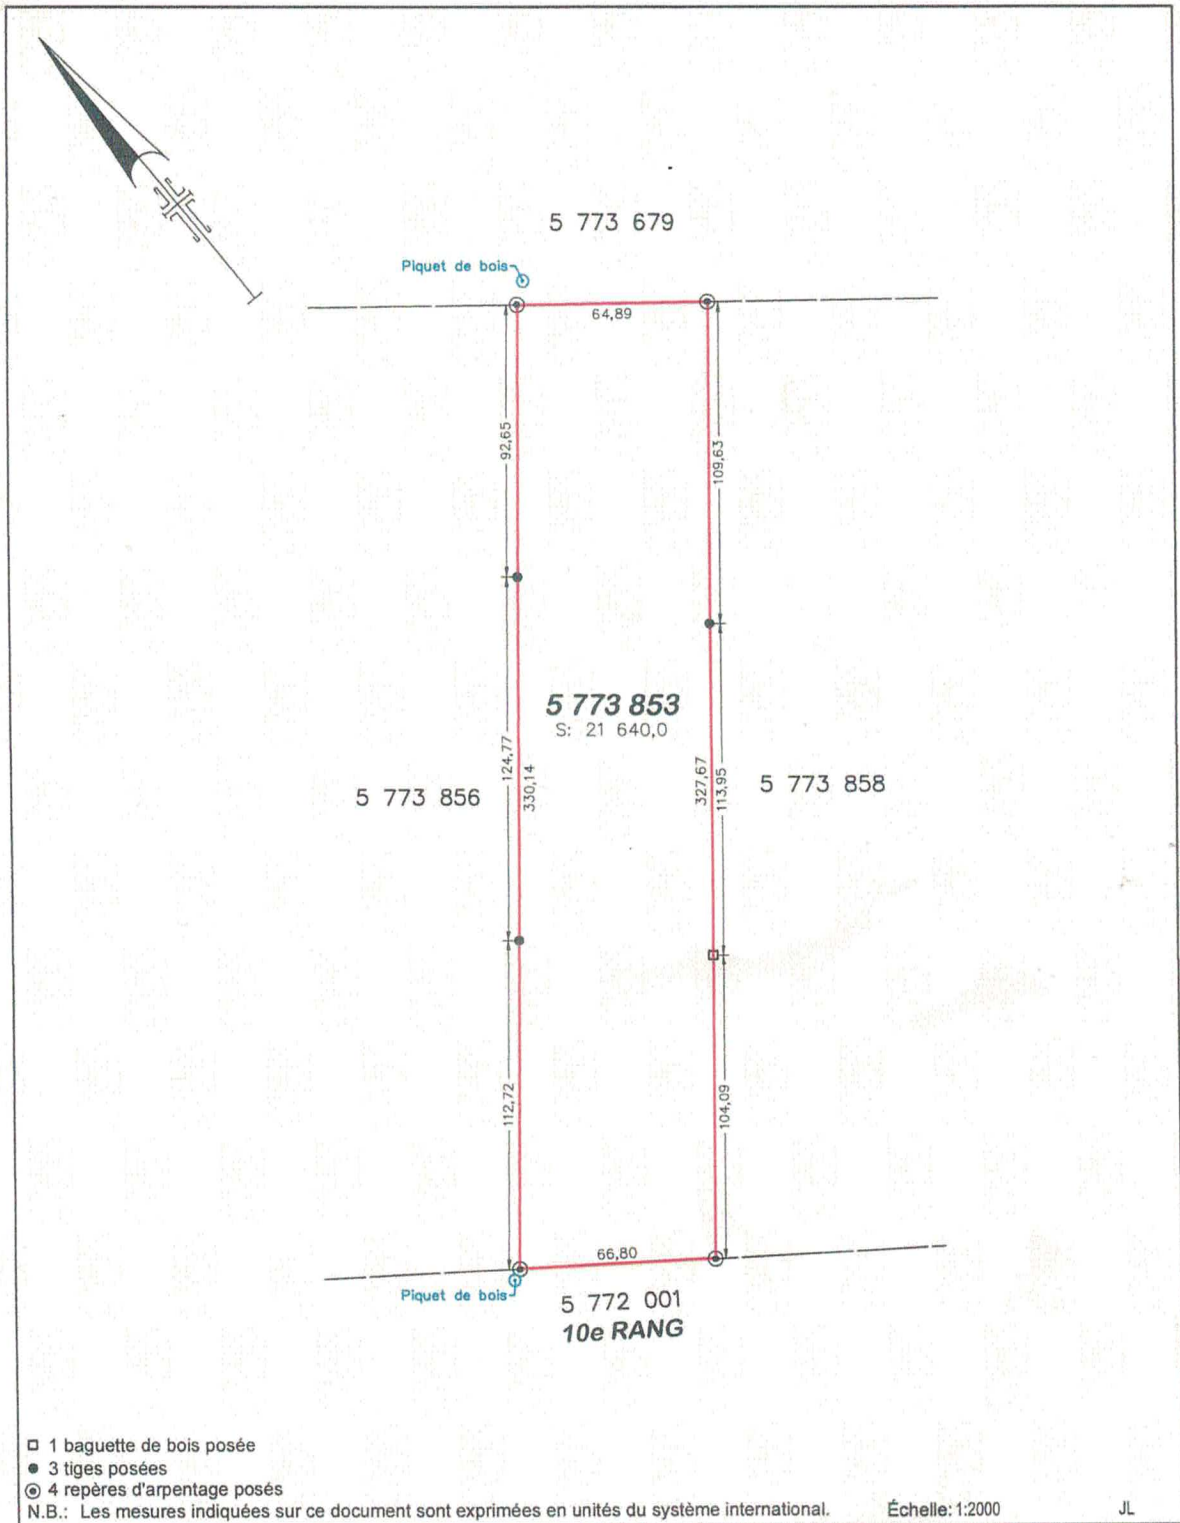 5 773 679
Piquet de bois
64,89
92,65
109,63
5 773 853
S: 21 640,0
124,77
330,14
327,67
113,95
5 773 856
5 773 858
112,72
104,09
66,80
Piquet de bois
5 772 001
10e RANG
1 baguette de bois posée
3 tiges posées
4 repères d'arpentage posés
N.B.: Les mesures indiquées sur ce document sont exprimées en unités du système international. Échelle: 1:2000 JL